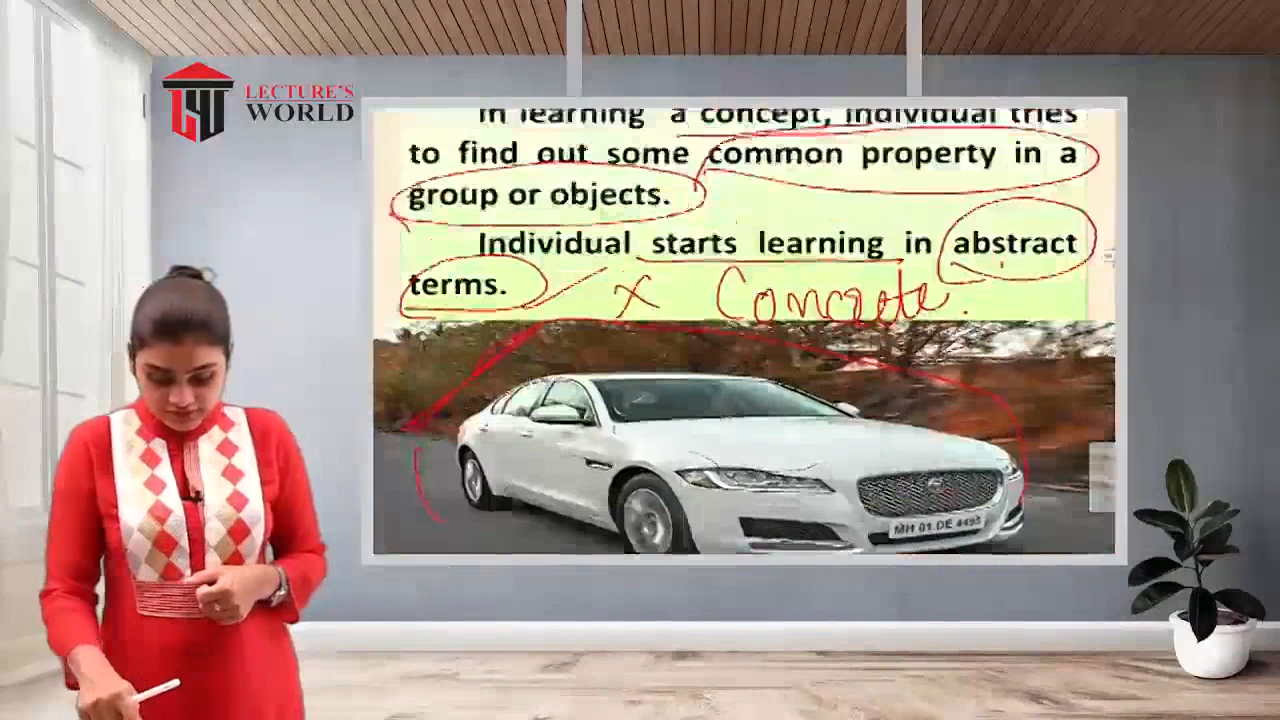 LECTURE'S
WORLD
In learning a concept, individual tries
to find out some common property in a
group or objects.
Individual starts learning in abstract
terms. x Concrete.
MH 01 DE 4493